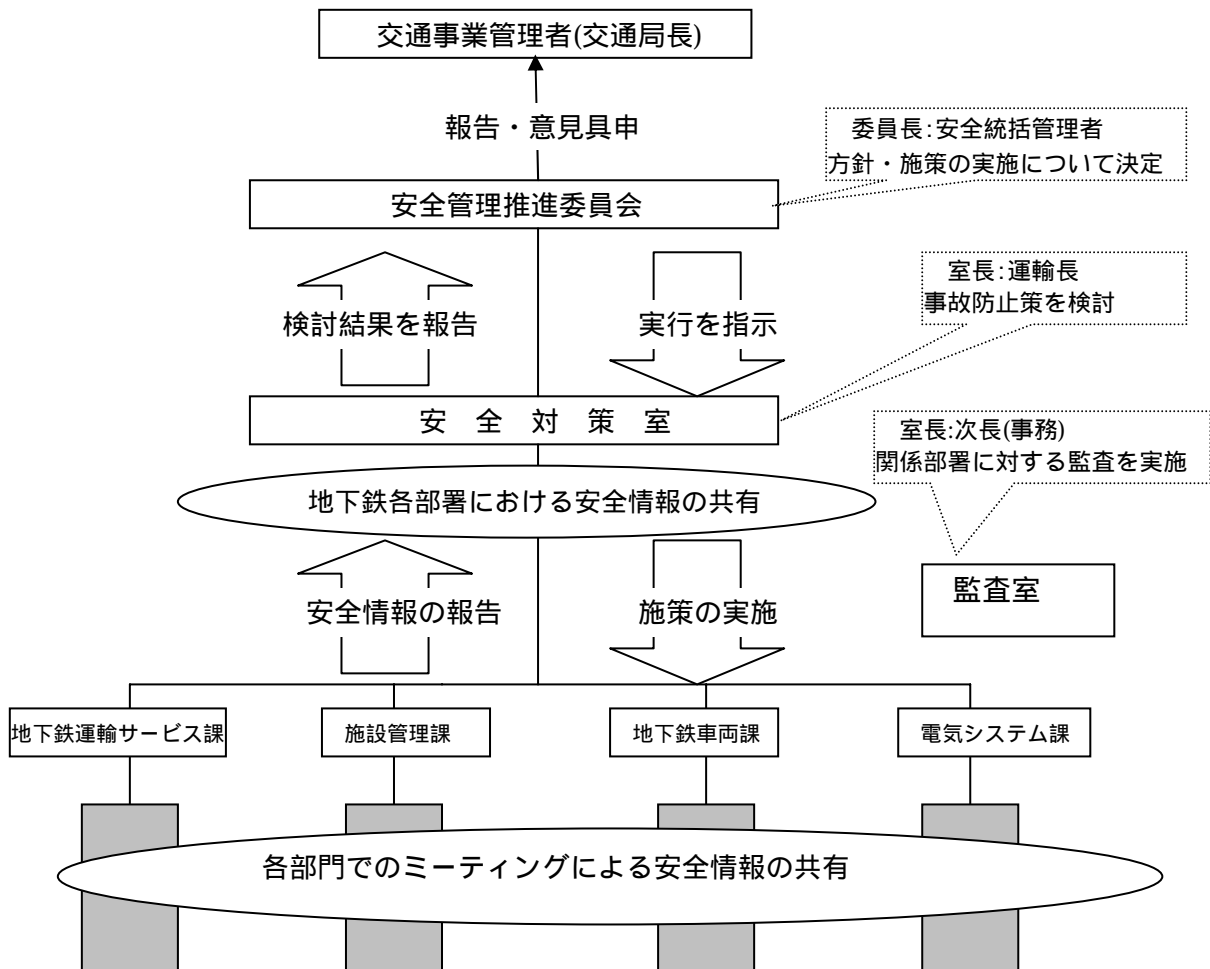 交通事業管理者(交通局長)
報告・意見具申
委員長:安全統括管理者
方針・施策の実施について決定
安全管理推進委員会
検討結果を報告
実行を指示
室長:運輸長
事故防止策を検討
安 全 対 策 室
室長:次長(事務)
関係部署に対する監査を実施
地下鉄各部署における安全情報の共有
監査室
安全情報の報告
施策の実施
地下鉄運輸サービス課
施設管理課
地下鉄車両課
電気システム課
各部門でのミーティングによる安全情報の共有